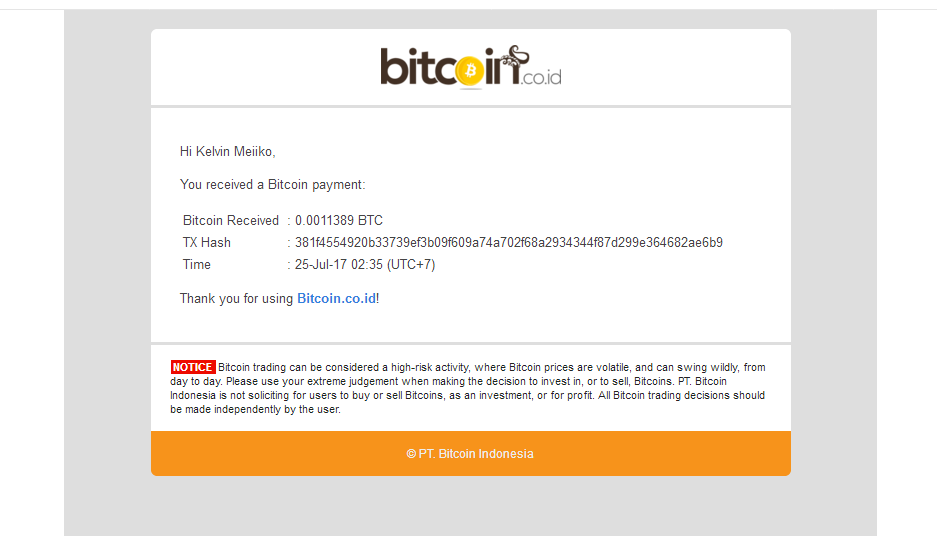 bitcoin.co.id
Hi Kelvin Meiiko,
You received a Bitcoin payment:
Bitcoin Received : 0.0011389 BTC
TX Hash : 381f4554920b33739ef3b09f609a74a702f68a2934344f87d299e364682ae6b9
Time : 25-Jul-17 02:35 (UTC+7)
Thank you for using Bitcoin.co.id!
NOTICE Bitcoin trading can be considered a high-risk activity, where Bitcoin prices are volatile, and can swing wildly, from
day to day. Please use your extreme judgement when making the decision to invest in, or to sell, Bitcoins. PT. Bitcoin
Indonesia is not soliciting for users to buy or sell Bitcoins, as an investment, or for profit. All Bitcoin trading decisions should
be made independently by the user.
© PT. Bitcoin Indonesia